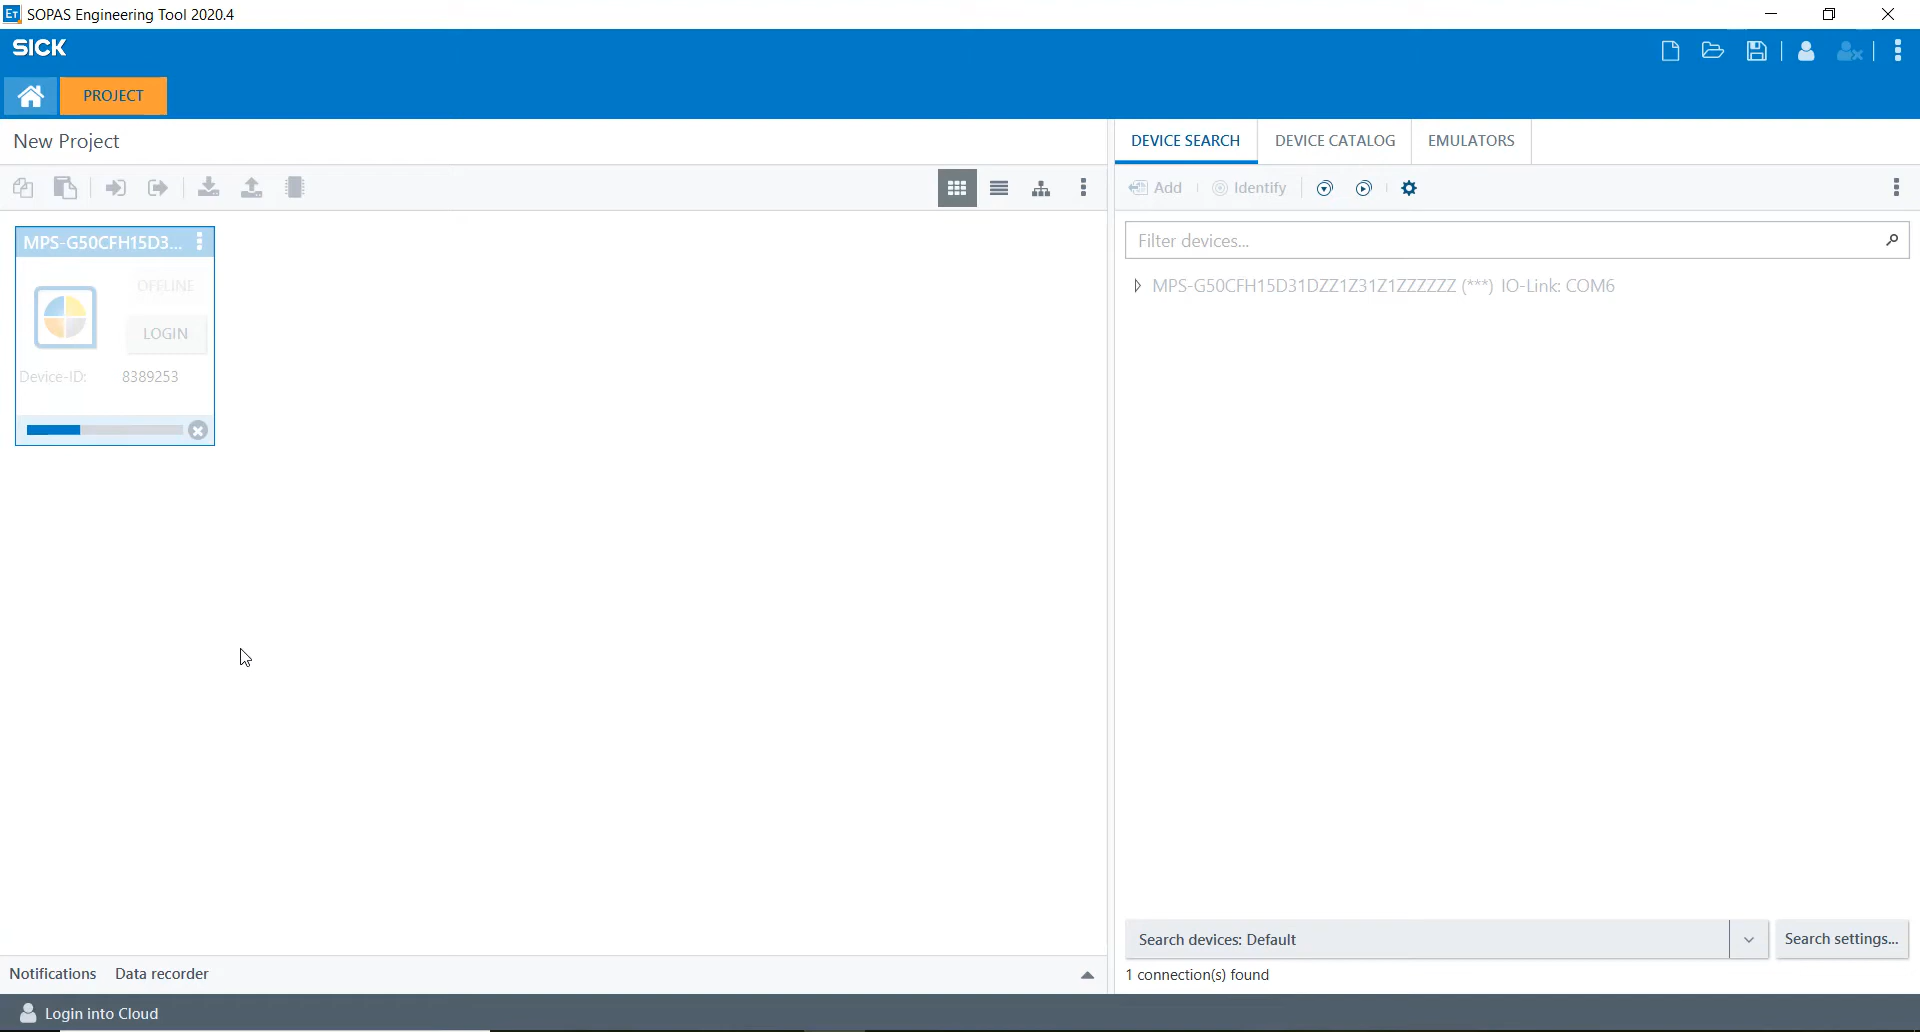 ET SOPAS Engineering Tool 2020.4
SICK
PROJECT
New Project
MPS-G50CFH15D3...
OFFLINE
LOGIN
Device-ID: 8389253
Notifications Data recorder
Login into Cloud
DEVICE SEARCH DEVICE CATALOG EMULATORS
Add Identify
Filter devices...
MPS-G50CFH15D31DZZ1Z31Z1ZZZZZZ (***) IO-Link: COM6
Search devices: Default
Search settings...
1 connection(s) found